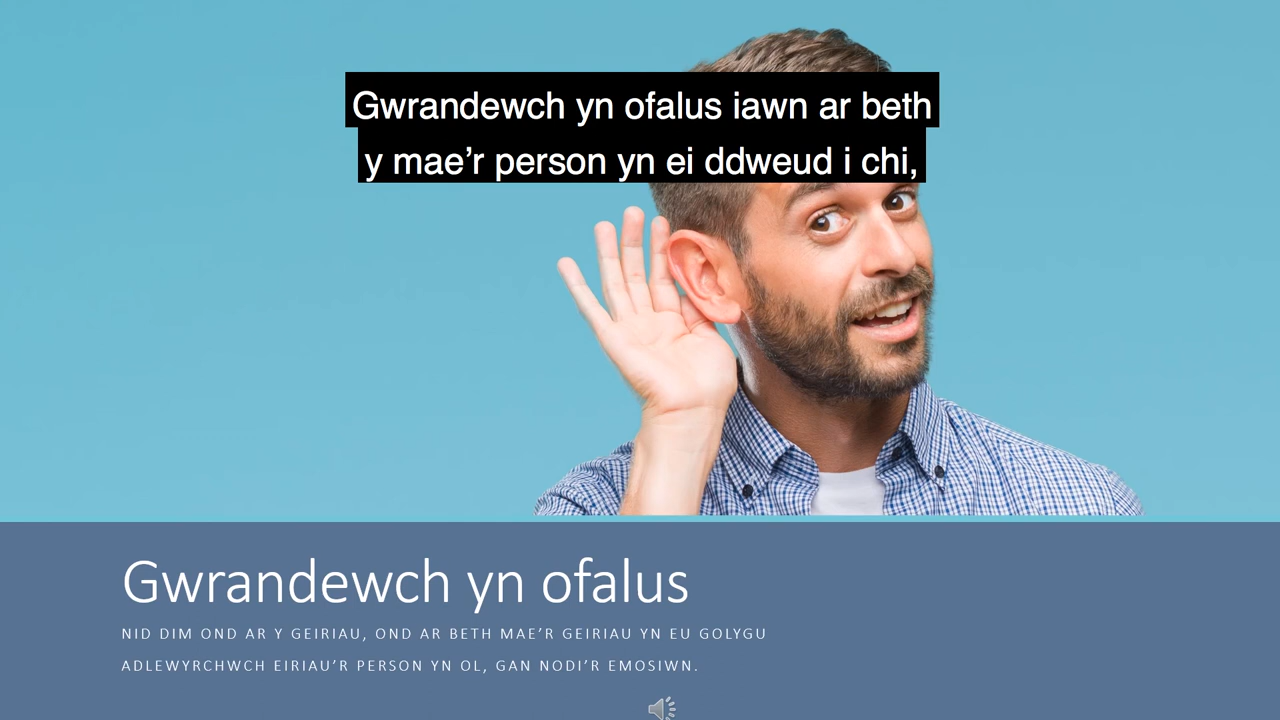 Gwrandewch yn ofalus iawn ar beth
y mae’r person yn ei ddweud i chi,
Gwrandewch yn ofalus
NID DIM OND AR Y GEIRIAU, OND AR BETH MAE’R GEIRIAU YN EU GOLYGU
ADLEWYRCHWCH EIRIAU’R PERSON YN OL, GAN NODI’R EMOSIWN.